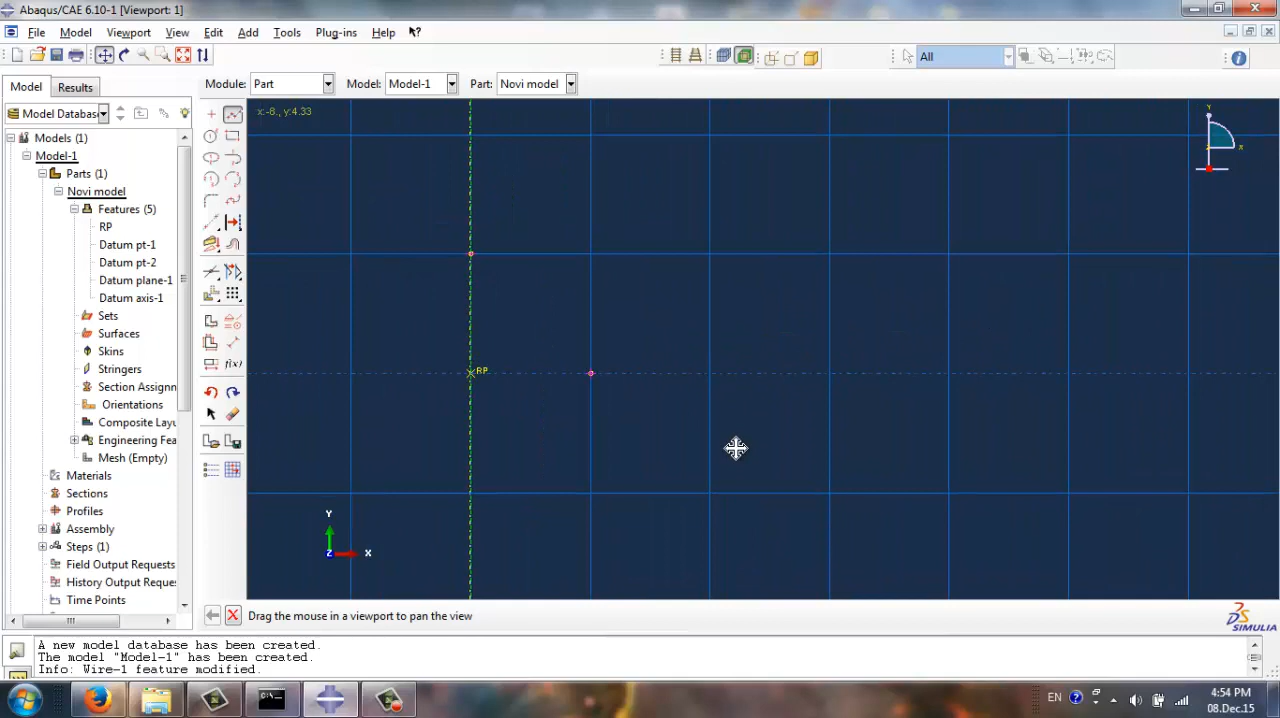 Abaqus/CAE 6.10-1 [Viewport: 1]
File Model Viewport View Edit Add Tools Plug-ins Help
All
Model Results
Module: Part Model: Model-1 Part: Novi model
Model Databas
x:-8., y:4.33
Models (1)
Model-1
Parts (1)
Novi model
Features (5)
RP
Datum pt-1
Datum pt-2
Datum plane-1
Datum axis-1
Sets
Surfaces
Skins
Stringers
Section Assignm
Orientations
Composite Layu
Engineering Fea
Mesh (Empty)
Materials
Sections
Profiles
Assembly
Steps (1)
Field Output Requests
History Output Reques
Time Points
f(x)
RP
Y
X
Y
Z
X
Drag the mouse in a viewport to pan the view
SIMULIA
A new model database has been created.
The model "Model-1" has been created.
Info: Wire-1 feature modified.
EN
4:54 PM
08.Dec.15